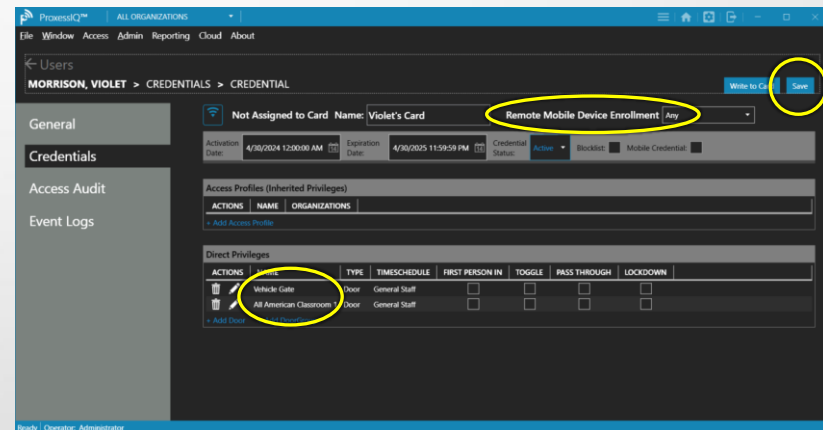 ProxessIQ™ ALL ORGANIZATIONS
File Window Access Admin Reporting Cloud About
Users
MORRISON, VIOLET > CREDENTIALS > CREDENTIAL
Write to Card Save
General
Credentials
Access Audit
Event Logs
Not Assigned to Card Name: Violet's Card Remote Mobile Device Enrollment Any
Activation Date: 4/30/2024 12:00:00 AM Expiration Date: 4/30/2025 11:59:59 PM Credential Status: Active Blocklist: Mobile Credential:
Access Profiles (Inherited Privileges)
ACTIONS NAME ORGANIZATIONS
+ Add Access Profile
Direct Privileges
ACTIONS NAME TYPE TIMESCHEDULE FIRST PERSON IN TOGGLE PASS THROUGH LOCKDOWN
Vehicle Gate Door General Staff
All American Classroom 1 Door General Staff
+ Add Door
Ready Operator: Administrator